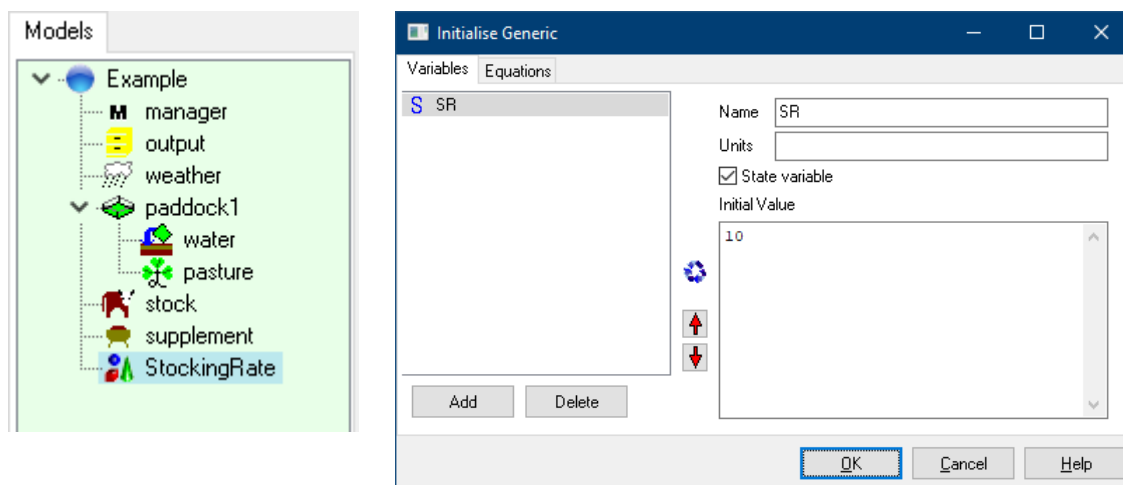 Models
Example
M manager
output
weather
paddock1
water
pasture
stock
supplement
StockingRate
Initialise Generic
Variables Equations
S SR
Name SR
Units
State variable
Initial Value
10
Add Delete
OK Cancel Help